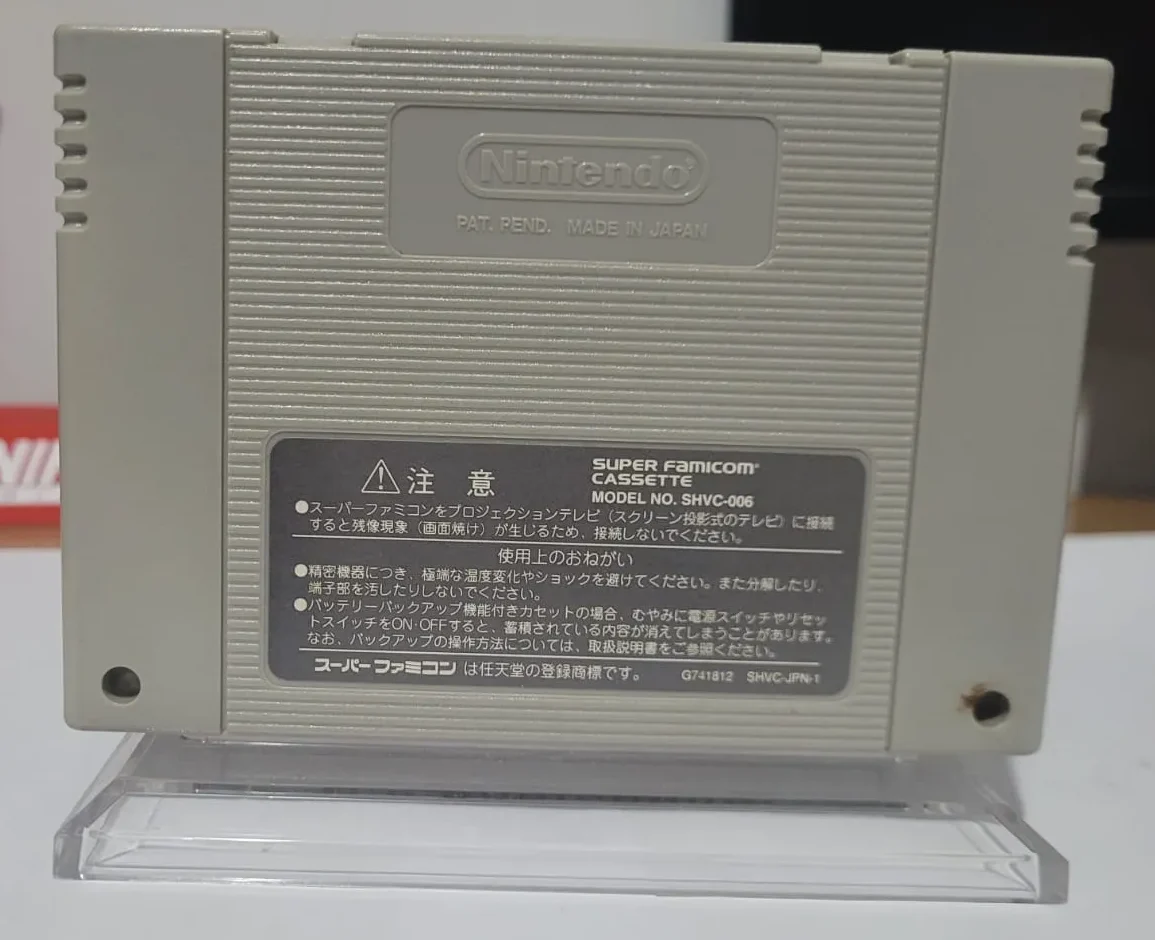 Nintendo
PAT. PEND. MADE IN JAPAN
注意
SUPER FAMICOM
CASSETTE
MODEL NO. SHVC-006
●スーパーファミコンをプロジェクションテレビ(スクリーン投影式のテレビ)に接続
すると残像現象(画面焼け)が生じるため、接続しないでください。
使用上のおねがい
●精密機器につき、極端な温度変化やショックを避けてください。また分解したり、
端子部を汚したりしないでください。
●バッテリーバックアップ機能付きカセットの場合、むやみに電源スイッチやリセッ
トスイッチをON・OFFすると、蓄積されている内容が消えてしまうことがあります。
なお、バックアップの操作方法については、取扱説明書をご参照ください。
スーパーファミコン は任天堂の登録商標です。 G741812 SHVC-JPN-1